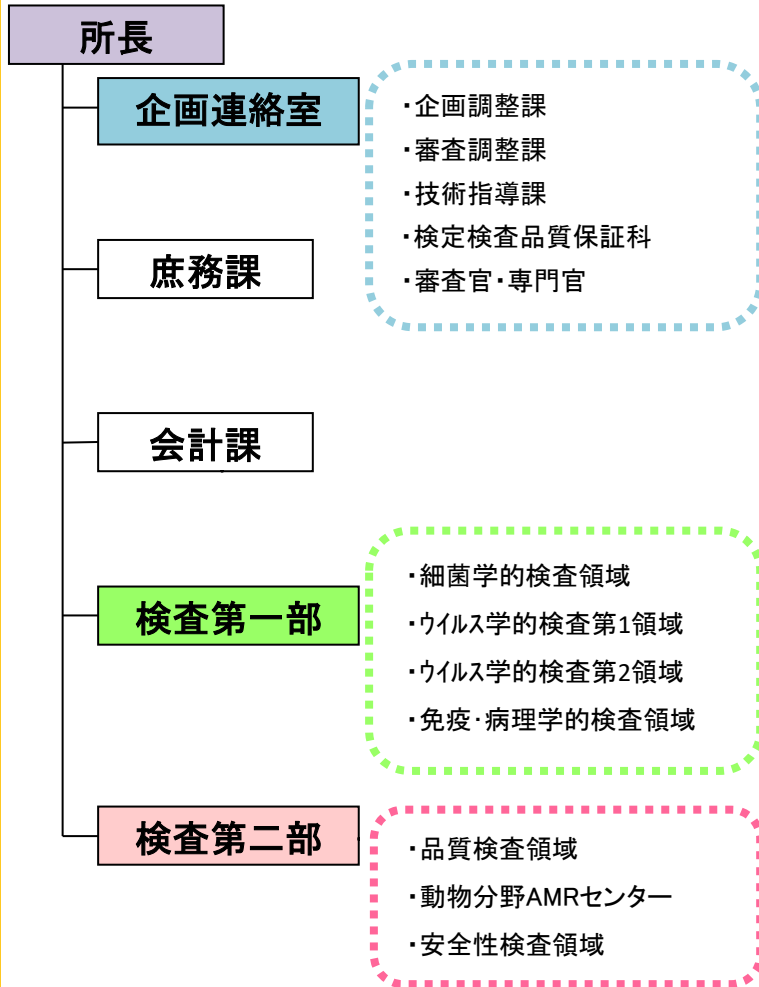 所長
企画連絡室
・企画調整課
・審査調整課
・技術指導課
・検定検査品質保証科
・審査官・専門官
庶務課
会計課
検査第一部
・細菌学的検査領域
・ウイルス学的検査第1領域
・ウイルス学的検査第2領域
・免疫・病理学的検査領域
検査第二部
・品質検査領域
・動物分野AMRセンター
・安全性検査領域